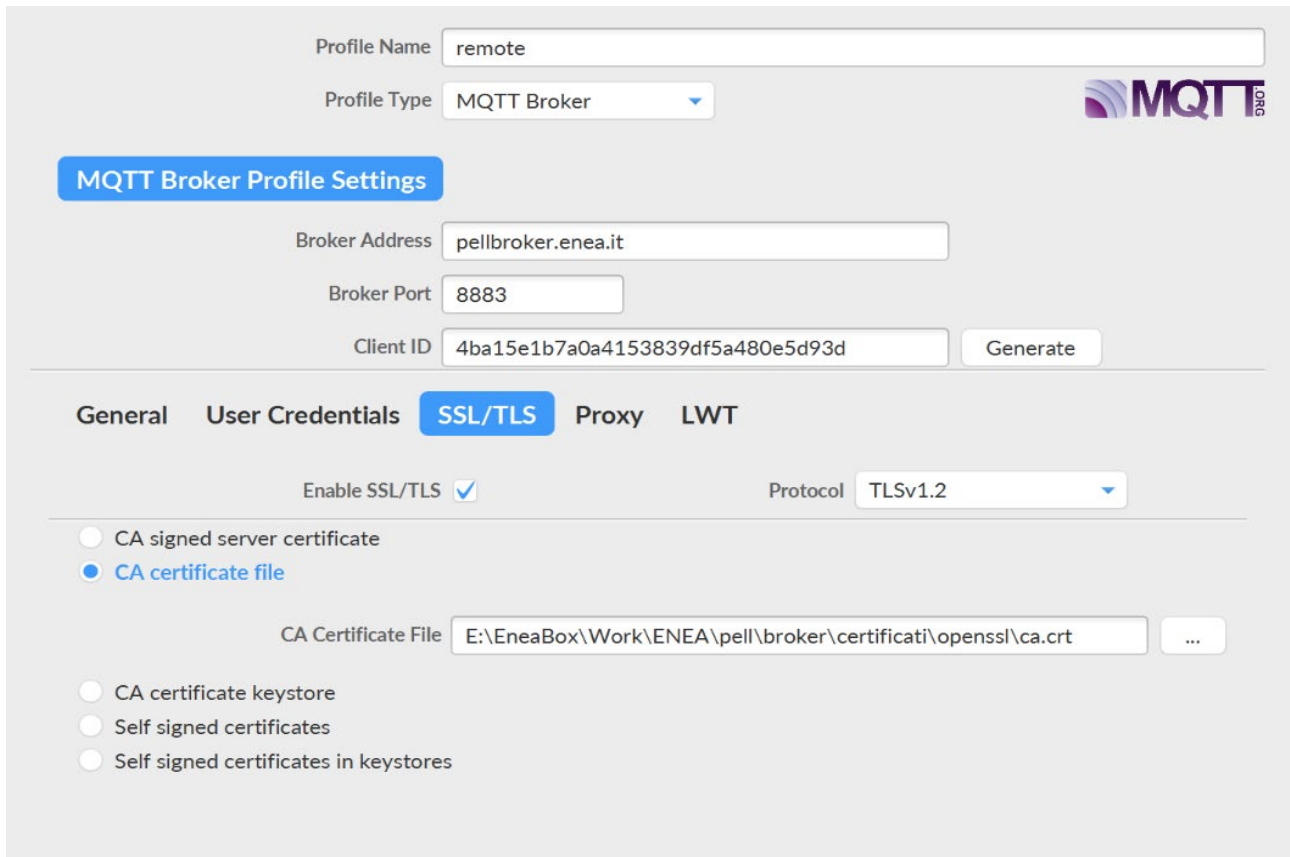 Profile Name remote
Profile Type MQTT Broker
MQTT.ORG
MQTT Broker Profile Settings
Broker Address pellbroker.enea.it
Broker Port 8883
Client ID 4ba15e1b7a0a4153839df5a480e5d93d Generate
General User Credentials SSL/TLS Proxy LWT
Enable SSL/TLS Protocol TLSv1.2
CA signed server certificate
CA certificate file
CA Certificate File E:\EneaBox\Work\ENEA\pell\broker\certificati\openssl\ca.crt ...
CA certificate keystore
Self signed certificates
Self signed certificates in keystores